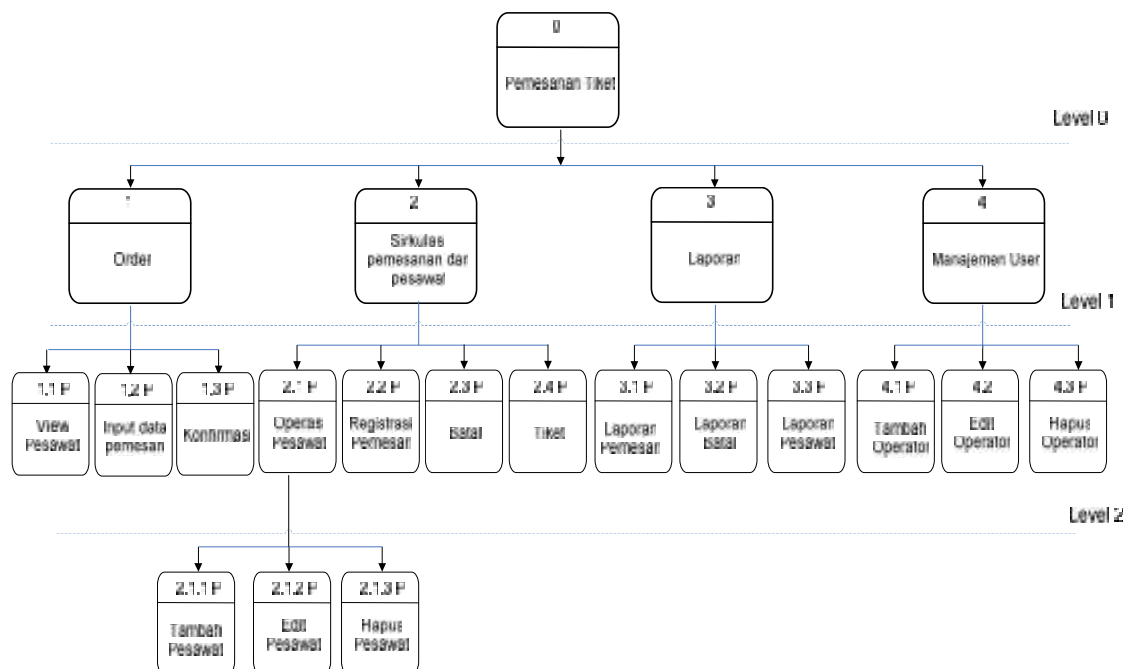 0
Pemesanan Tiket
Level 0
1
Order
2
Sirkulas
pemesanan dan
pesawat
3
Laporan
4
Manajemen User
Level 1
1.1 P
View
Pesawat
1.2 P
Input data
pemesan
1.3 P
Konfirmasi
2.1 P
Operas
Pesawat
2.2 P
Registrasi
Pemesan
2.3 P
Batal
2.4 P
Tiket
3.1 P
Laporan
Pemesan
3.2 P
Laporan
Batal
3.3 P
Laporan
Pesawat
4.1 P
Tambah
Operator
4.2
Edit
Operator
4.3 P
Hapus
Operator
Level 2
2.1.1 P
Tambah
Pesawat
2.1.2 P
Edit
Pesawat
2.1.3 P
Hapus
Pesawat